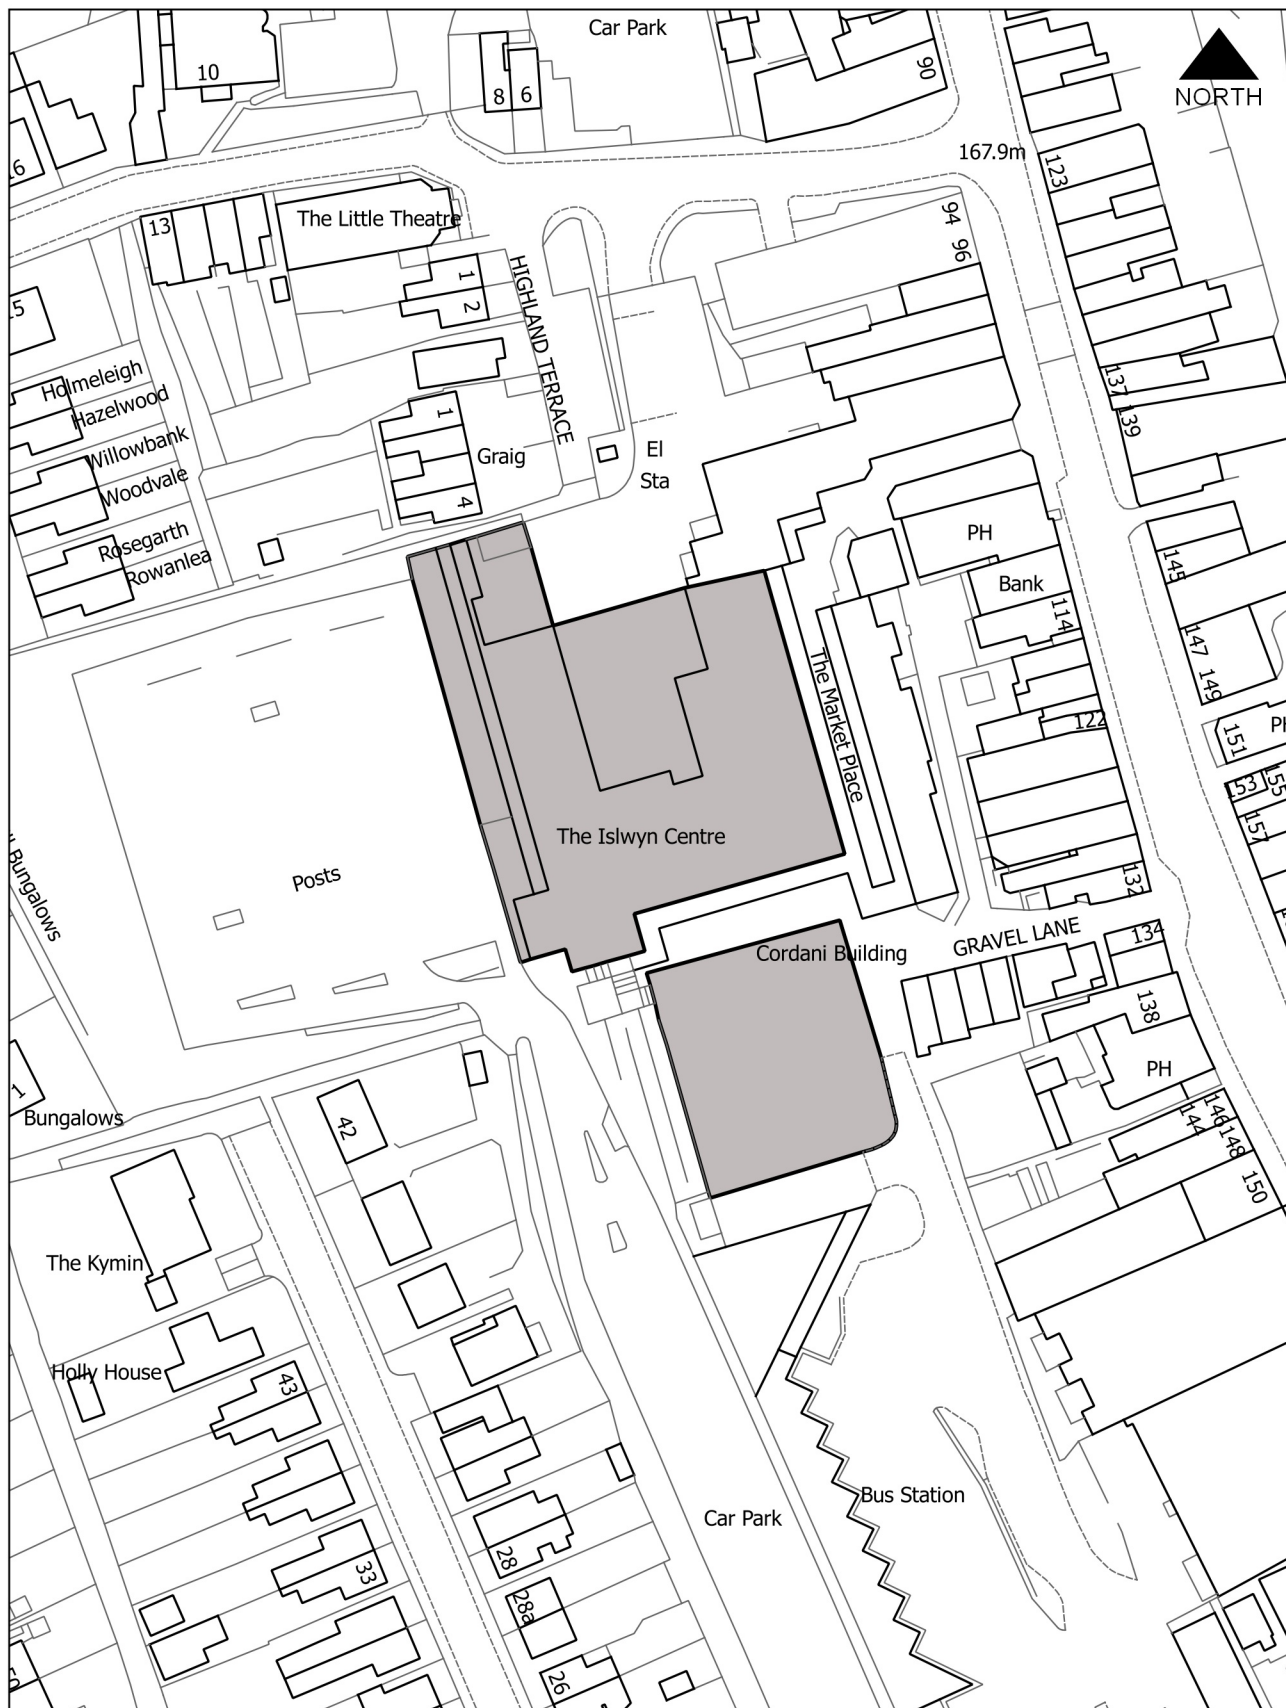 Car Park
10
8
6
90
NORTH
167.9m
123
13
The Little Theatre
94
96
1
2
HIGHLAND TERRACE
Holmeleigh
Hazelwood
137
139
1
Willowbank
Graig
El
Sta
Woodvale
4
Rosegarth
Rowanlea
PH
Bank
114
145
147
149
The Market Place
122
151
153
155
157
The Islwyn Centre
Posts
Bungalows
132
134
GRAVEL LANE
Cordani Building
138
PH
1
Bungalows
42
144
146
148
150
The Kymin
Holly House
43
Bus Station
Car Park
28
33
28a
26